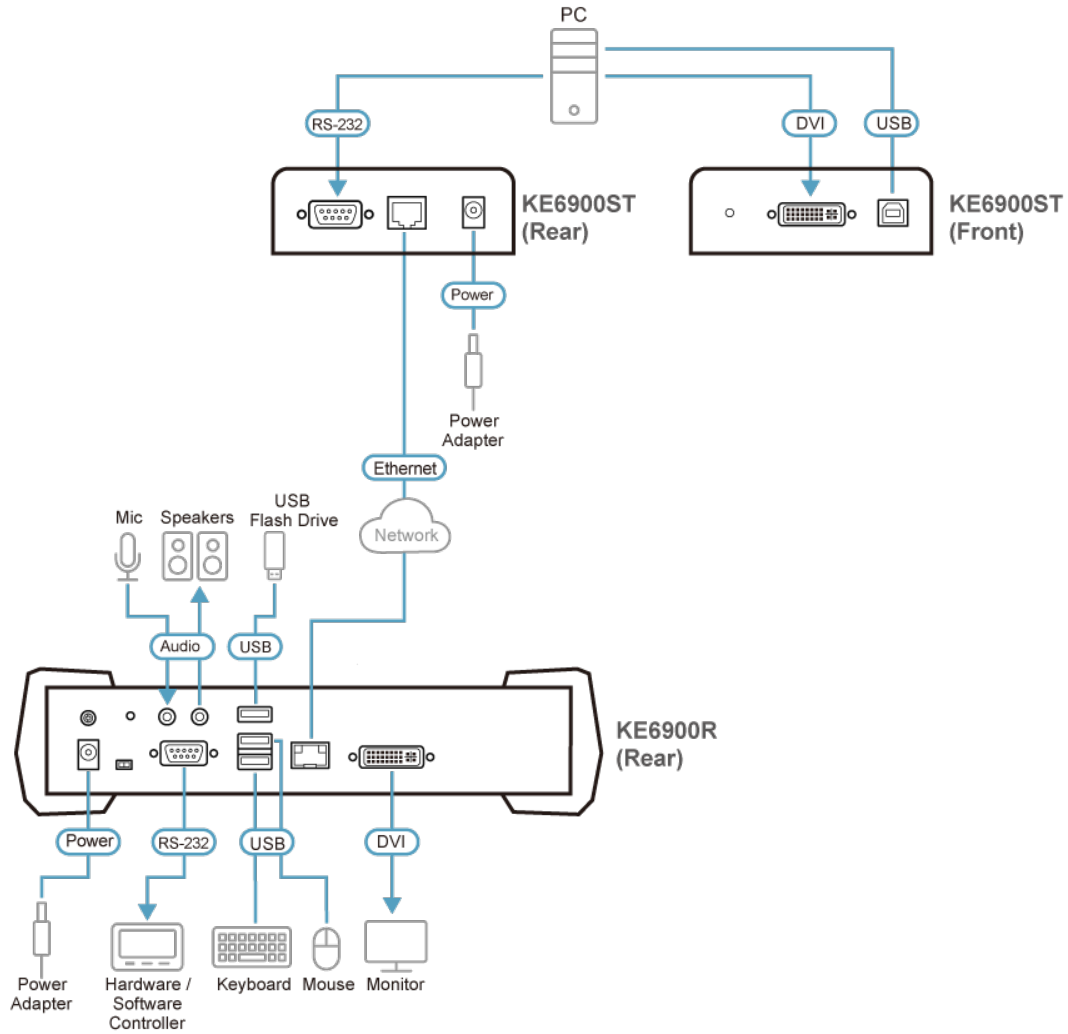 PC
RS-232
DVI
USB
KE6900ST
(Rear)
KE6900ST
(Front)
Power
Power
Adapter
Ethernet
Network
Mic
Speakers
USB
Flash Drive
Audio
USB
KE6900R
(Rear)
Power
RS-232
USB
DVI
Power
Adapter
Hardware /
Software
Controller
Keyboard
Mouse
Monitor